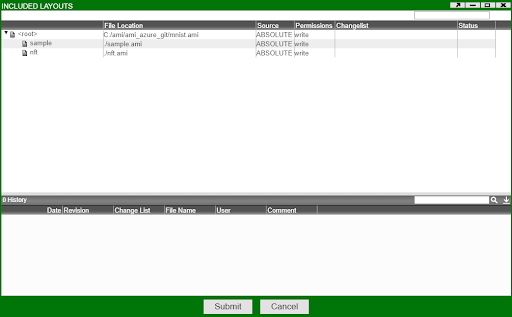 INCLUDED LAYOUTS
File Location Source Permissions Changelist Status
<root> C:/ami/ami_azure_git/mnist.ami ABSOLUTE write
sample ./sample.ami ABSOLUTE write
nft ./nft.ami ABSOLUTE write
0 History
Date Revision Change List File Name User Comment
Submit Cancel